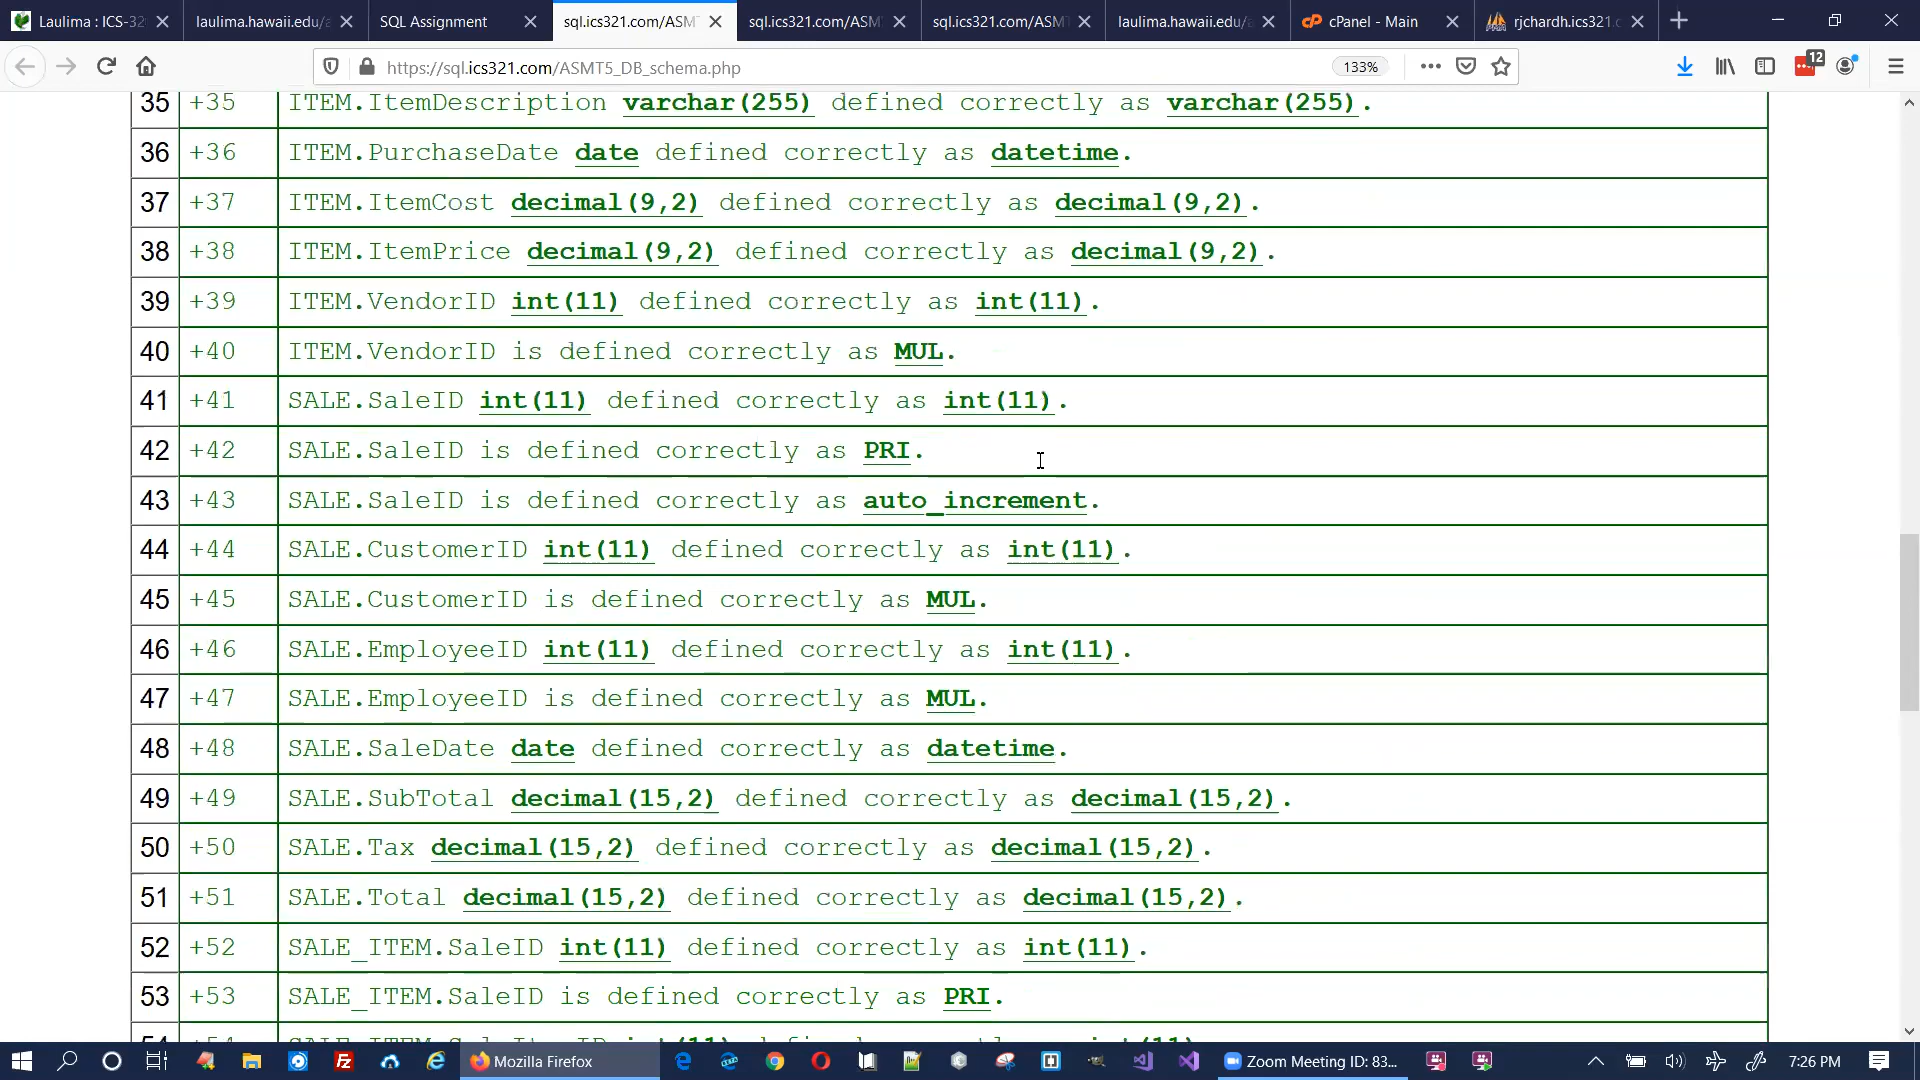 Laulima : ICS-32
laulima.hawaii.edu/a
SQL Assignment
sql.ics321.com/ASMT
sql.ics321.com/ASMT
sql.ics321.com/ASMT
laulima.hawaii.edu/a
cPanel - Main
rjchardh.ics321.c
https://sql.ics321.com/ASMT5_DB_schema.php
133%
12
35 +35 ITEM.ItemDescription varchar(255) defined correctly as varchar(255).
36 +36 ITEM.PurchaseDate date defined correctly as datetime.
37 +37 ITEM.ItemCost decimal(9,2) defined correctly as decimal(9,2).
38 +38 ITEM.ItemPrice decimal(9,2) defined correctly as decimal(9,2).
39 +39 ITEM.VendorID int(11) defined correctly as int(11).
40 +40 ITEM.VendorID is defined correctly as MUL.
41 +41 SALE.SaleID int(11) defined correctly as int(11).
42 +42 SALE.SaleID is defined correctly as PRI.
43 +43 SALE.SaleID is defined correctly as auto_increment.
44 +44 SALE.CustomerID int(11) defined correctly as int(11).
45 +45 SALE.CustomerID is defined correctly as MUL.
46 +46 SALE.EmployeeID int(11) defined correctly as int(11).
47 +47 SALE.EmployeeID is defined correctly as MUL.
48 +48 SALE.SaleDate date defined correctly as datetime.
49 +49 SALE.SubTotal decimal(15,2) defined correctly as decimal(15,2).
50 +50 SALE.Tax decimal(15,2) defined correctly as decimal(15,2).
51 +51 SALE.Total decimal(15,2) defined correctly as decimal(15,2).
52 +52 SALE_ITEM.SaleID int(11) defined correctly as int(11).
53 +53 SALE_ITEM.SaleID is defined correctly as PRI.
Mozilla Firefox
Zoom Meeting ID: 83...
7:26 PM